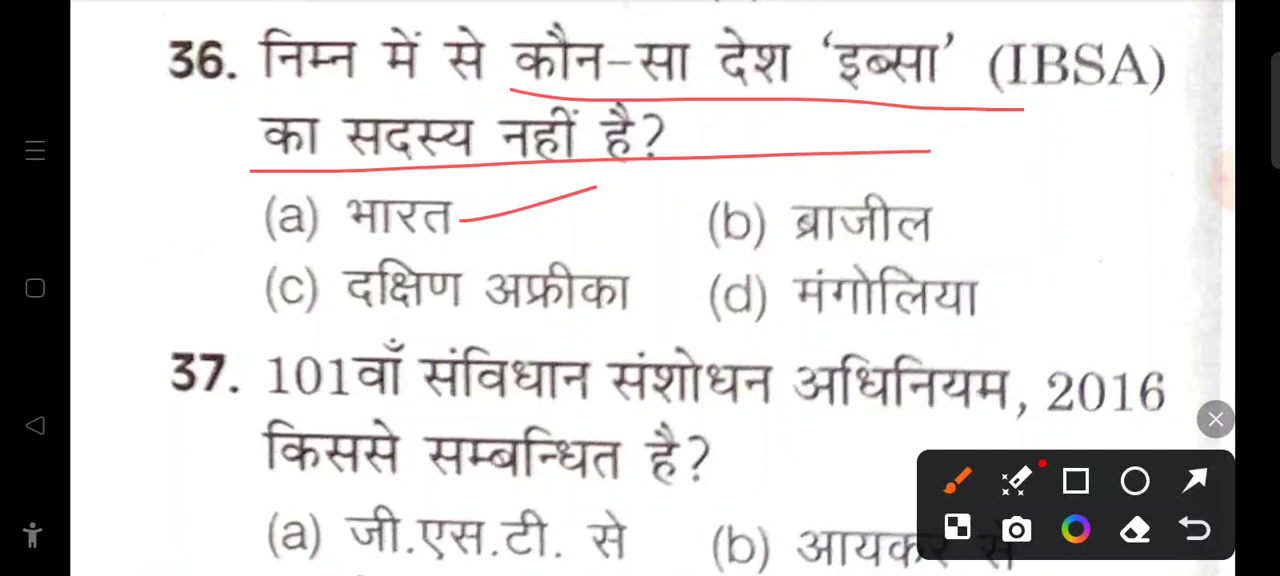 36. निम्न में से कौन-सा देश ‘इब्सा’ (IBSA)
का सदस्य नहीं है?
(a) भारत (b) ब्राजील
(c) दक्षिण अफ्रीका (d) मंगोलिया
37. 101वाँ संविधान संशोधन अधिनियम, 2016
किससे सम्बन्धित है?
(a) जी.एस.टी. से (b) आयकर से